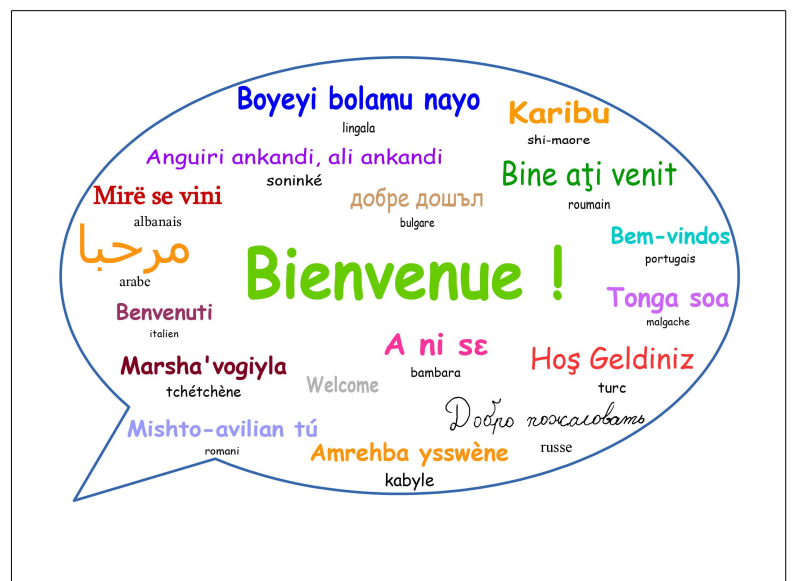 Boyeyi bolamu nayo
lingala
Karibu
shi-maore
Anguiri ankandi, ali ankandi
soninké
Bine aţi venit
roumain
Mirë se vini
albanais
добре дошъл
bulgare
مرحبا
arabe
Bem-vindos
portugais
Bienvenue !
Tonga soa
malgache
Benvenuti
italien
A ni sɛ
bambara
Hoş Geldiniz
turc
Marsha'vogiyla
tchétchène
Welcome
Добро пожаловать
russe
Mishto-avilian tú
romani
Amrehba ysswène
kabyle